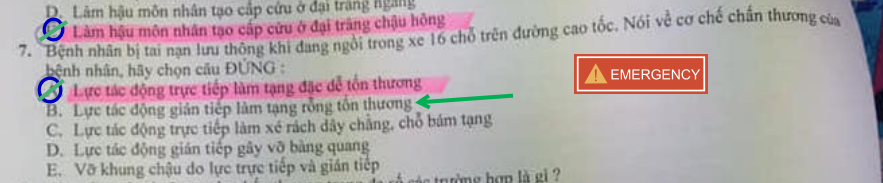 D. Làm hậu môn nhân tạo cấp cứu ở đại tràng ngang
Làm hậu môn nhân tạo cấp cứu ở đại tràng chậu hông
7. Bệnh nhân bị tai nạn lưu thông khi đang ngồi trong xe 16 chỗ trên đường cao tốc. Nói về cơ chế chấn thương của
bệnh nhân, hãy chọn câu ĐÚNG :
EMERGENCY
Lực tác động trực tiếp làm tạng đặc dễ tổn thương
B. Lực tác động gián tiếp làm tạng rỗng tổn thương
C. Lực tác động trực tiếp làm xé rách dây chằng, chỗ bám tạng
D. Lực tác động gián tiếp gây vỡ bàng quang
E. Vỡ khung chậu do lực trực tiếp và gián tiếp
trường hợp là gì ?